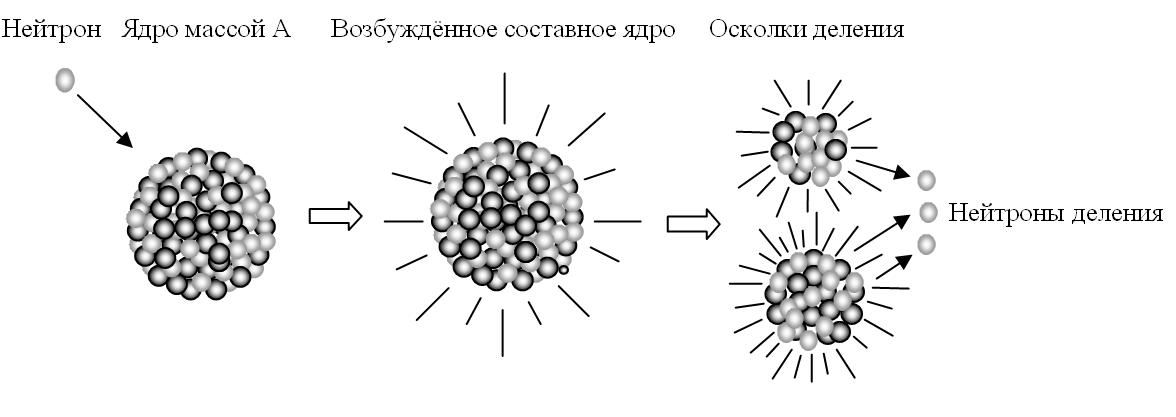 Нейтрон
Ядро массой А
Возбуждённое составное ядро
Осколки деления
Нейтроны деления